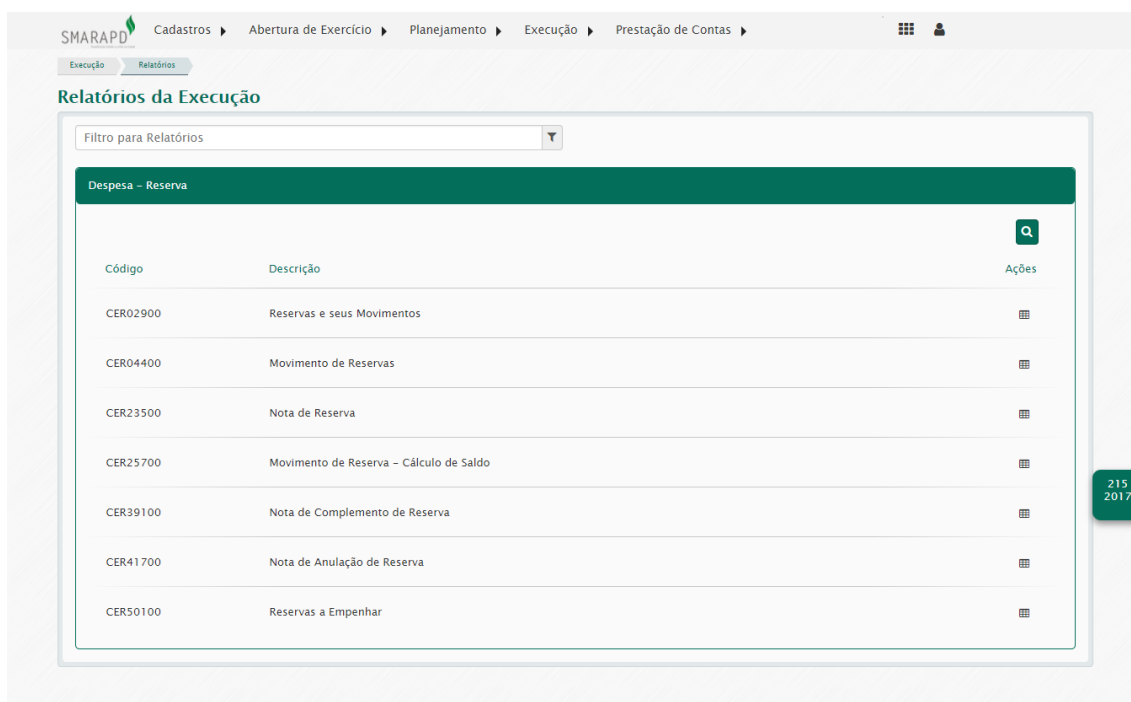 SMARAPD
Cadastros Abertura de Exercício Planejamento Execução Prestação de Contas
Execução Relatórios
Relatórios da Execução
Filtro para Relatórios
Despesa – Reserva
Código Descrição Ações
CER02900 Reservas e seus Movimentos
CER04400 Movimento de Reservas
CER23500 Nota de Reserva
CER25700 Movimento de Reserva – Cálculo de Saldo
CER39100 Nota de Complemento de Reserva
CER41700 Nota de Anulação de Reserva
CER50100 Reservas a Empenhar
215
2017